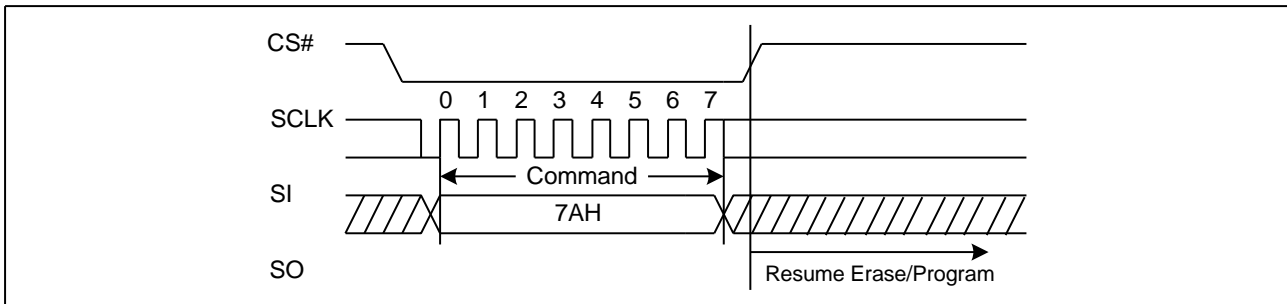 CS#
0 1 2 3 4 5 6 7
SCLK
Command
SI
7AH
SO
Resume Erase/Program